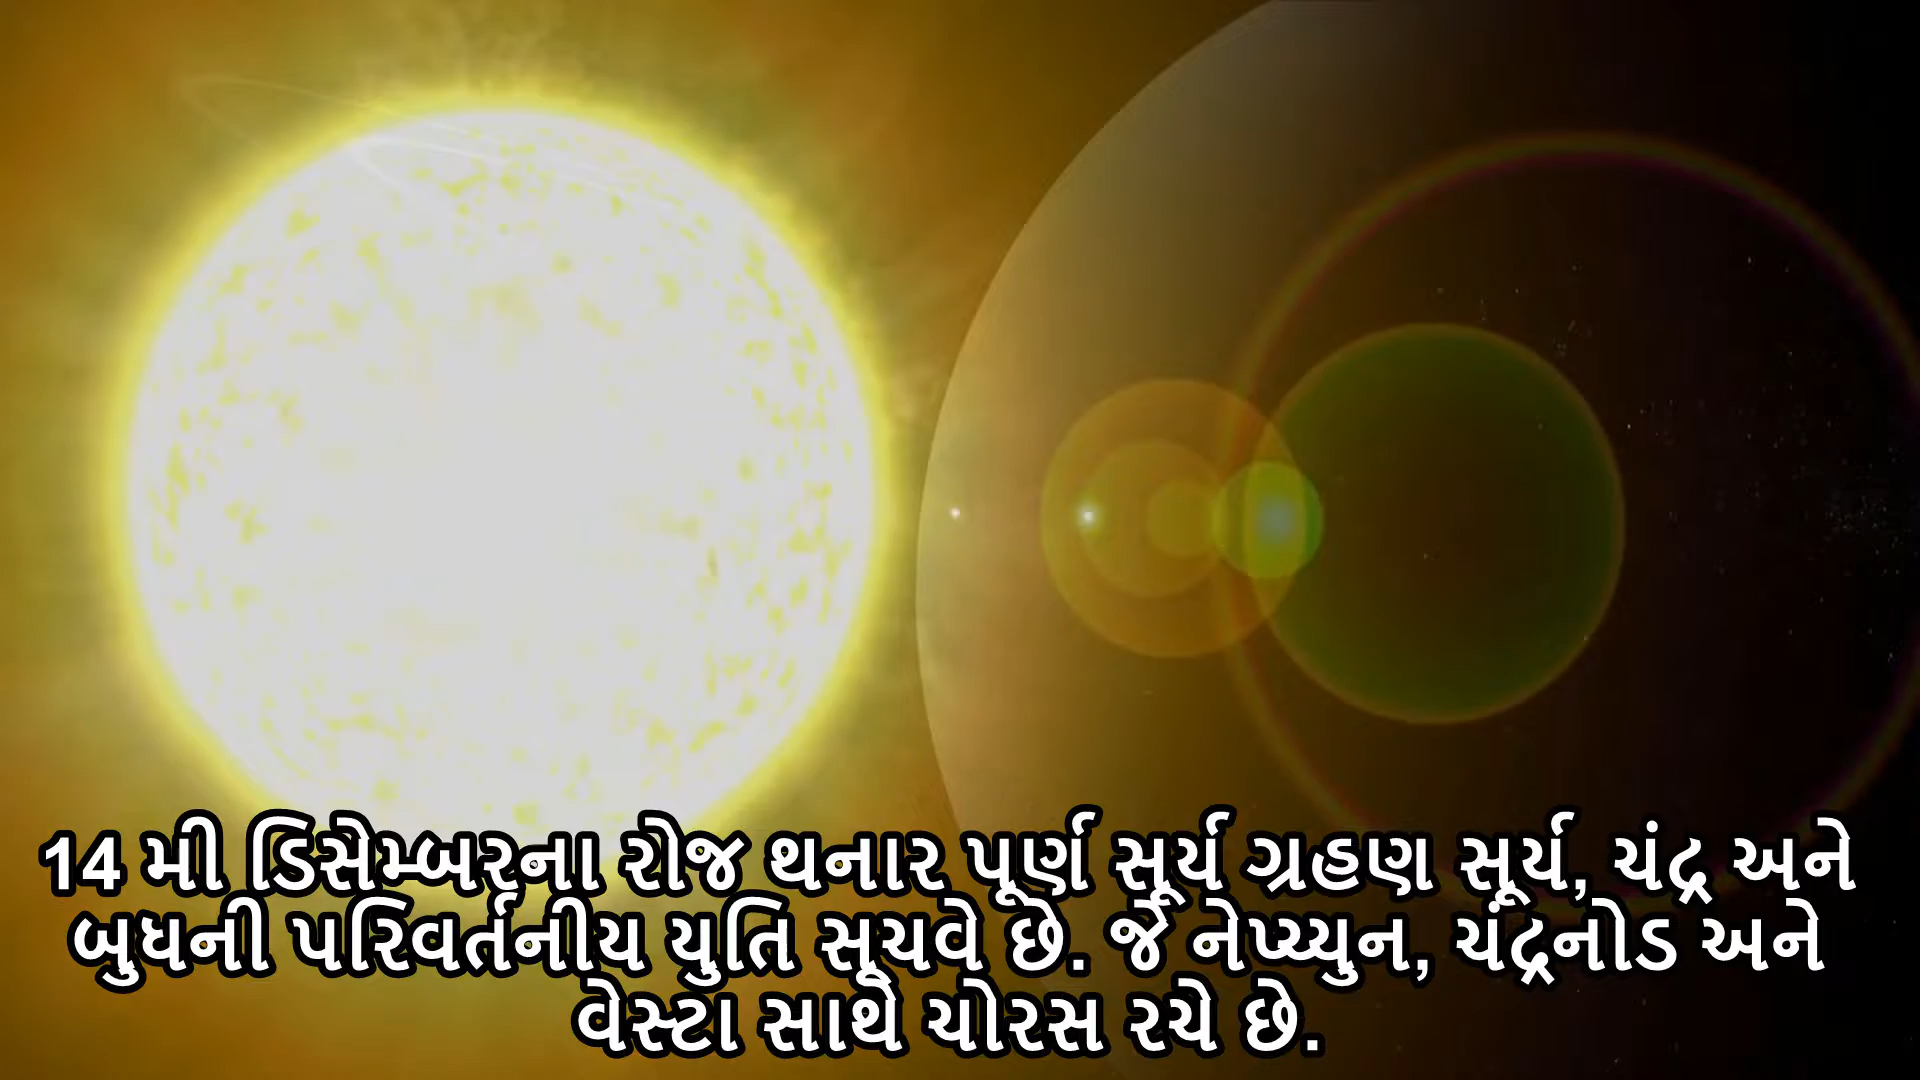 14 મી ડિસેમ્બરના રોજ થનાર પૂર્ણ સૂર્ય ગ્રહણ સૂર્ય, ચંદ્ર અને
બુધની પરિવર્તનીય યુતિ સૂચવે છે. જે નેપ્ચ્યુન, ચંદ્રનોડ અને
વેસ્ટા સાથે ચોરસ રચે છે.